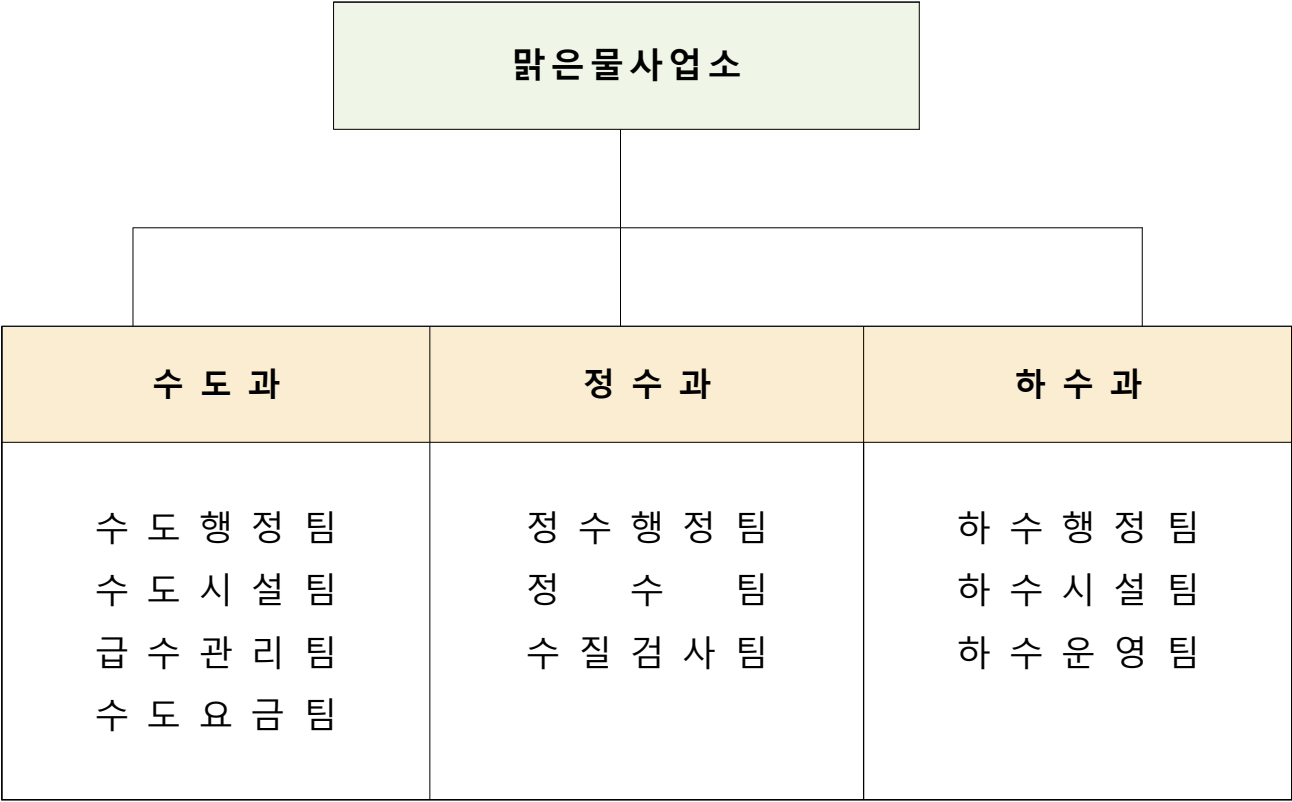 맑은물사업소
수도과
정수과
하수과
수도행정팀
수도시설팀
급수관리팀
수도요금팀
정수행정팀
정수팀
수질검사팀
하수행정팀
하수시설팀
하수운영팀